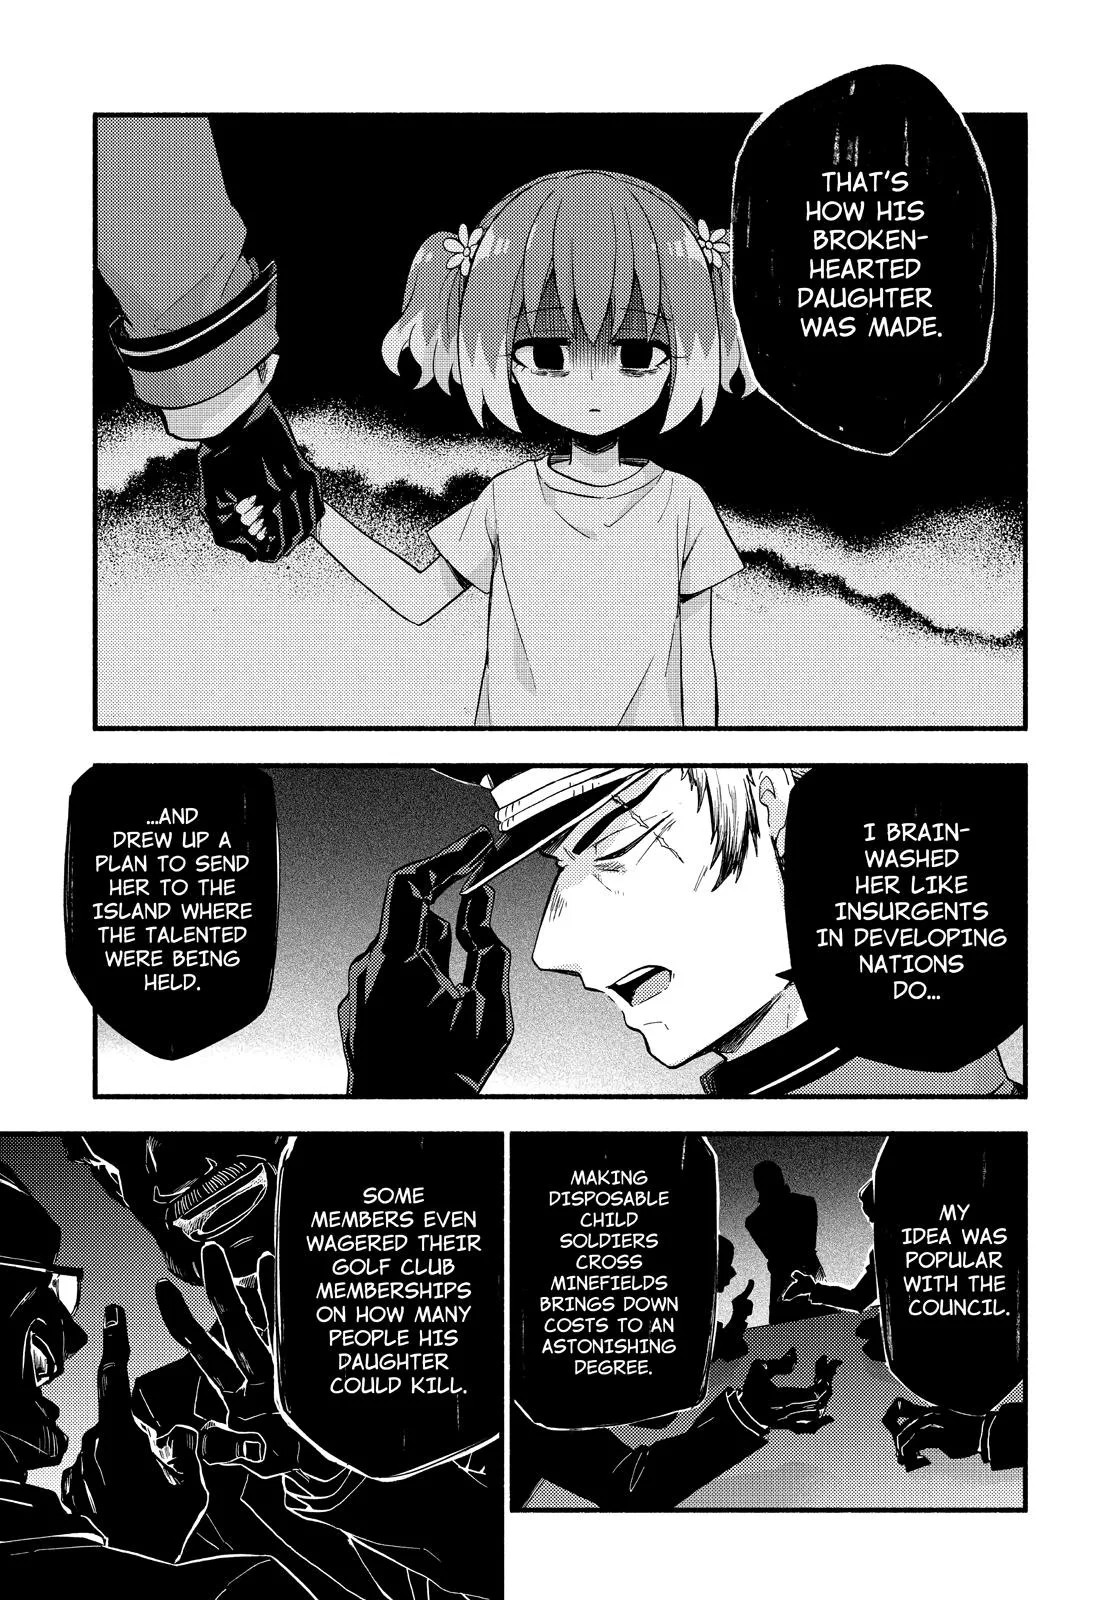 THAT'S
HOW HIS
BROKEN-
HEARTED
DAUGHTER
WAS MADE.
I BRAIN-
WASHED
HER LIKE
INSURGENTS
IN DEVELOPING
NATIONS
DO...
...AND
DREW UP A
PLAN TO SEND
HER TO THE
ISLAND WHERE
THE TALENTED
WERE BEING
HELD.
MY
IDEA WAS
POPULAR
WITH THE
COUNCIL.
MAKING
DISPOSABLE
CHILD
SOLDIERS
CROSS
MINEFIELDS
BRINGS DOWN
COSTS TO AN
ASTONISHING
DEGREE.
SOME
MEMBERS EVEN
WAGERED THEIR
GOLF CLUB
MEMBERSHIPS
ON HOW MANY
PEOPLE HIS
DAUGHTER
COULD KILL.